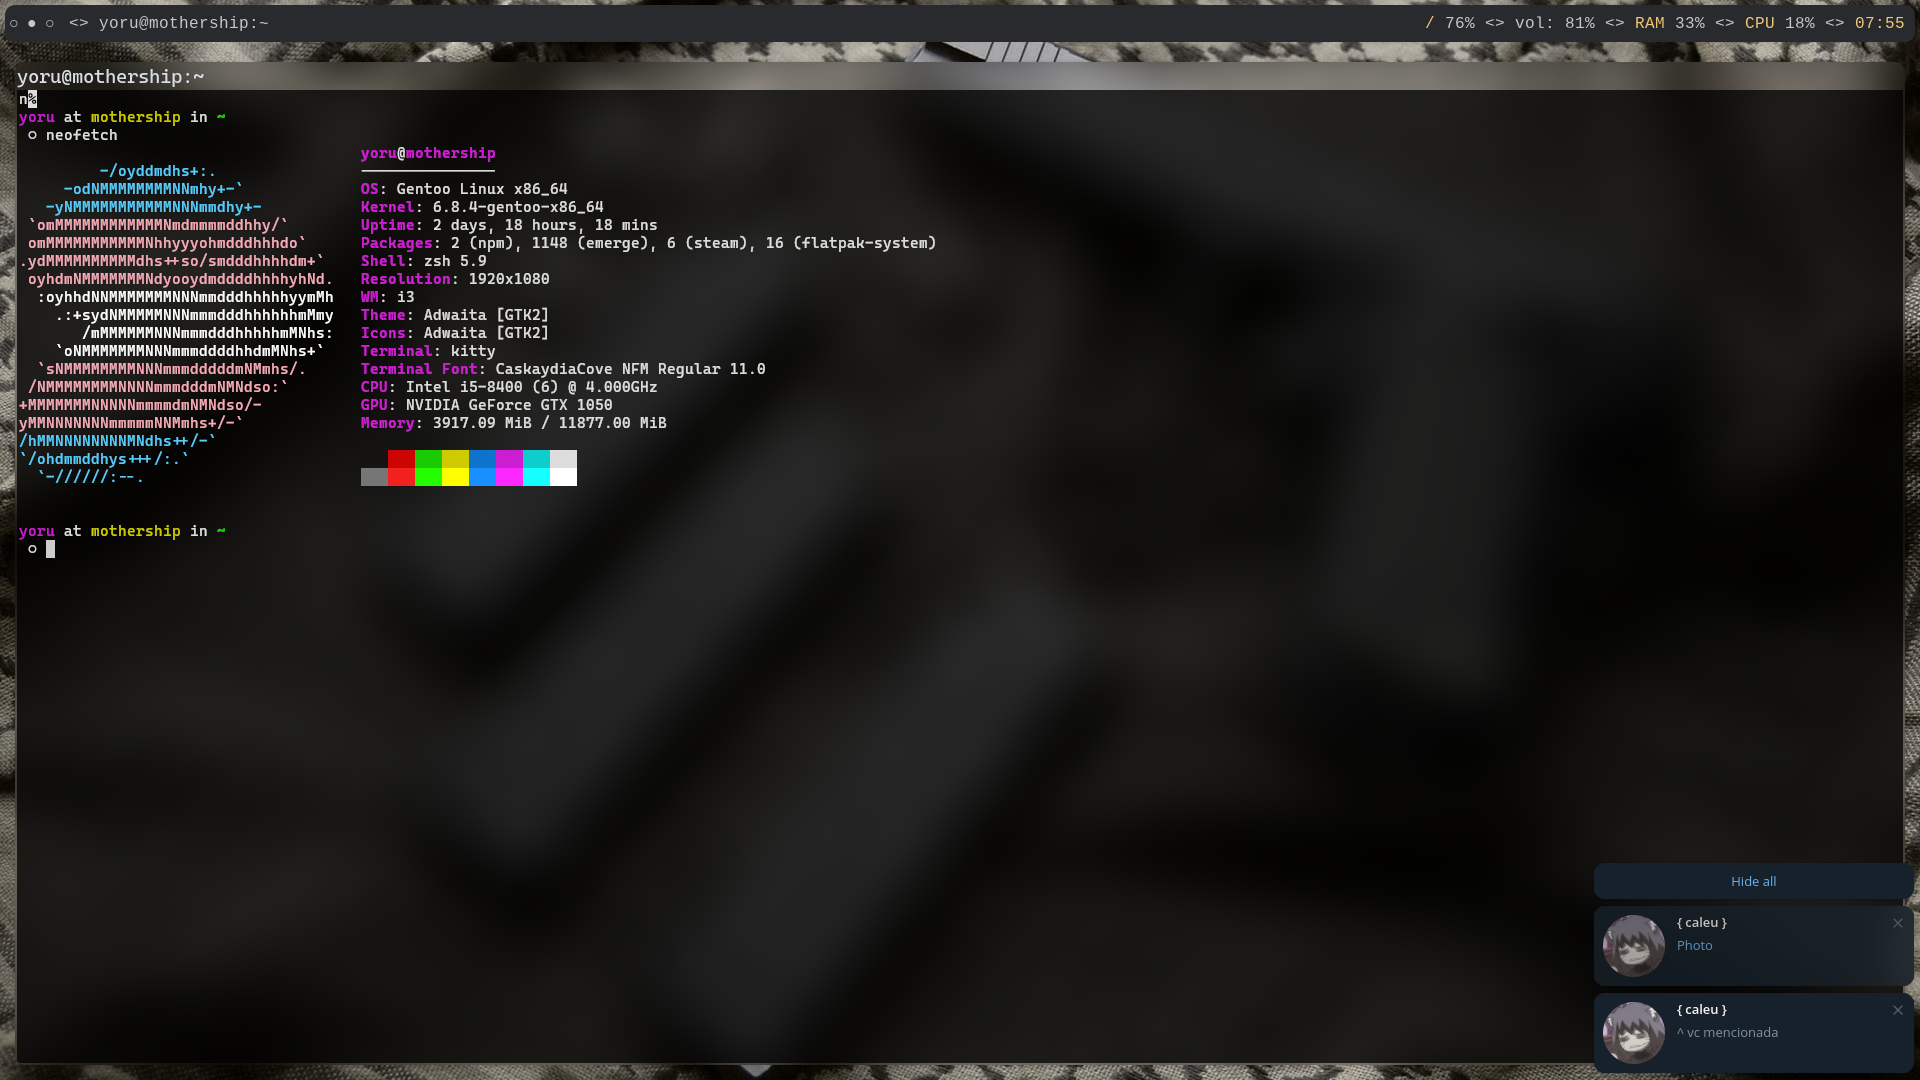 ○ ● ○ <> yoru@mothership:~
/ 76% <> vol: 81% <> RAM 33% <> CPU 18% <> 07:55
yoru@mothership:~
n%
yoru at mothership in ~
○ neofetch
yoru@mothership
---------------
-/oyddmdhs+:.
-odNMMMMMMMMNNmhy+-`
OS: Gentoo Linux x86_64
-yNMMMMMMMMMMMNNNmmdhy+-
Kernel: 6.8.4-gentoo-x86_64
`omMMMMMMMMMMMMNmdmmmmddhhy/`
Uptime: 2 days, 18 hours, 18 mins
omMMMMMMMMMMMNhhyyyohmdddhhhdo`
Packages: 2 (npm), 1148 (emerge), 6 (steam), 16 (flatpak-system)
.ydMMMMMMMMMMdhs++so/smdddhhhhdm+`
Shell: zsh 5.9
oyhdmNMMMMMMMNdyooydmddddhhhhyhNd.
Resolution: 1920x1080
:oyhhdNNMMMMMMMNNNmmdddhhhhhyymMh
WM: i3
.:+sydNMMMMMNNNmmmdddhhhhhhmMmy
Theme: Adwaita [GTK2]
/mMMMMMMNNNmmmdddhhhhhmMNhs:
Icons: Adwaita [GTK2]
`oNMMMMMMMNNNmmmddddhhdmMNhs+`
Terminal: kitty
`sNMMMMMMMMNNNmmmdddddmNMmhs/.
Terminal Font: CaskaydiaCove NFM Regular 11.0
/NMMMMMMMMNNNNmmmdddmNMNdso:`
CPU: Intel i5-8400 (6) @ 4.000GHz
+MMMMMMMNNNNNmmmmdmNMNdso/-
GPU: NVIDIA GeForce GTX 1050
yMMNNNNNNNmmmmmNNMmhs+/-`
Memory: 3917.09 MiB / 11877.00 MiB
/hMMNNNNNNNNMNdhs++/-`
`/ohdmmddhys+++/:.`
`-//////:--.
yoru at mothership in ~
○
Hide all
{ caleu }
Photo
{ caleu }
^ vc mencionada